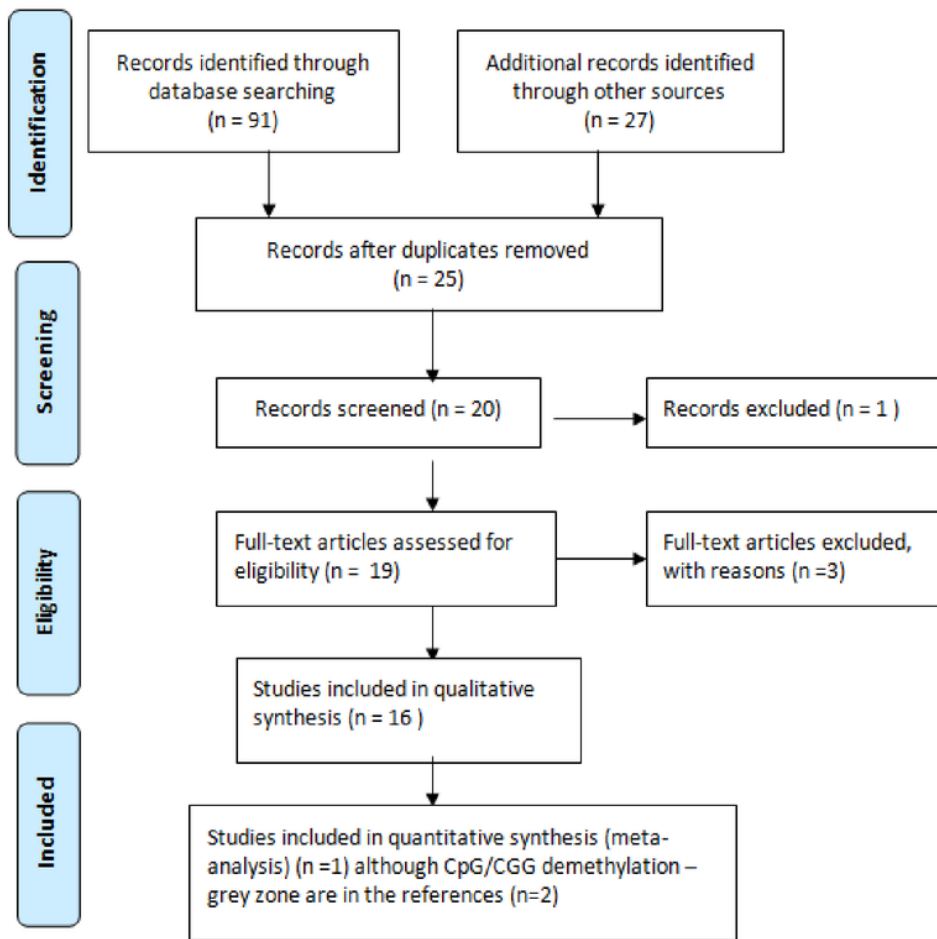 Identification
Records identified through
database searching
(n = 91)
Additional records identified
through other sources
(n = 27)
Records after duplicates removed
(n = 25)
Screening
Records screened (n = 20)
Records excluded (n = 1 )
Eligibility
Full-text articles assessed for
eligibility (n =  19)
Full-text articles excluded,
with reasons (n =3)
Studies included in qualitative
synthesis (n = 16 )
Included
Studies included in quantitative synthesis (meta-
analysis) (n =1) although CpG/CGG demethylation –
grey zone are in the references (n=2)